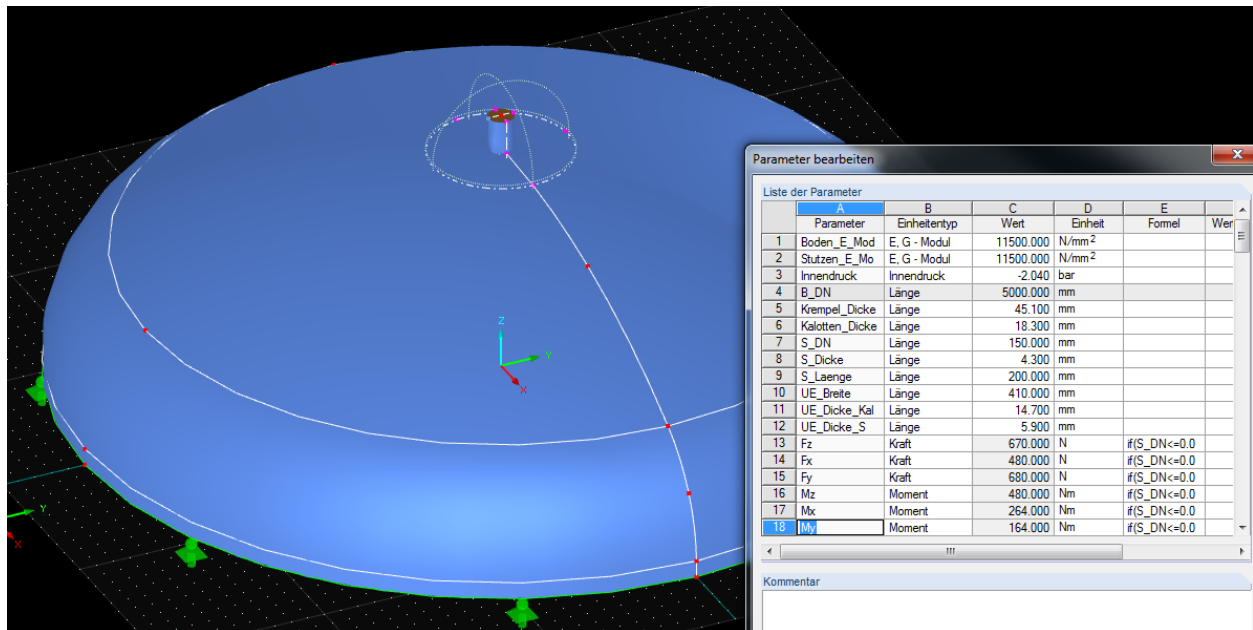 Parameter bearbeiten
X
Liste der Parameter
A B C D E
Parameter Einheitentyp Wert Einheit Formel Wer
1 Boden_E_Mod E, G - Modul 11500.000 N/mm²
2 Stutzen_E_Mo E, G - Modul 11500.000 N/mm²
3 Innendruck Innendruck -2.040 bar
4 B_DN Länge 5000.000 mm
5 Krempel_Dicke Länge 45.100 mm
6 Kalotten_Dicke Länge 18.300 mm
7 S_DN Länge 150.000 mm
8 S_Dicke Länge 4.300 mm
9 S_Laenge Länge 200.000 mm
10 UE_Breite Länge 410.000 mm
11 UE_Dicke_Kal Länge 14.700 mm
12 UE_Dicke_S Länge 5.900 mm
13 Fz Kraft 670.000 N if(S_DN<=0.0
14 Fx Kraft 480.000 N if(S_DN<=0.0
15 Fy Kraft 680.000 N if(S_DN<=0.0
16 Mz Moment 480.000 Nm if(S_DN<=0.0
17 Mx Moment 264.000 Nm if(S_DN<=0.0
18 My Moment 164.000 Nm if(S_DN<=0.0
Kommentar
Z
Y
X
Y
X